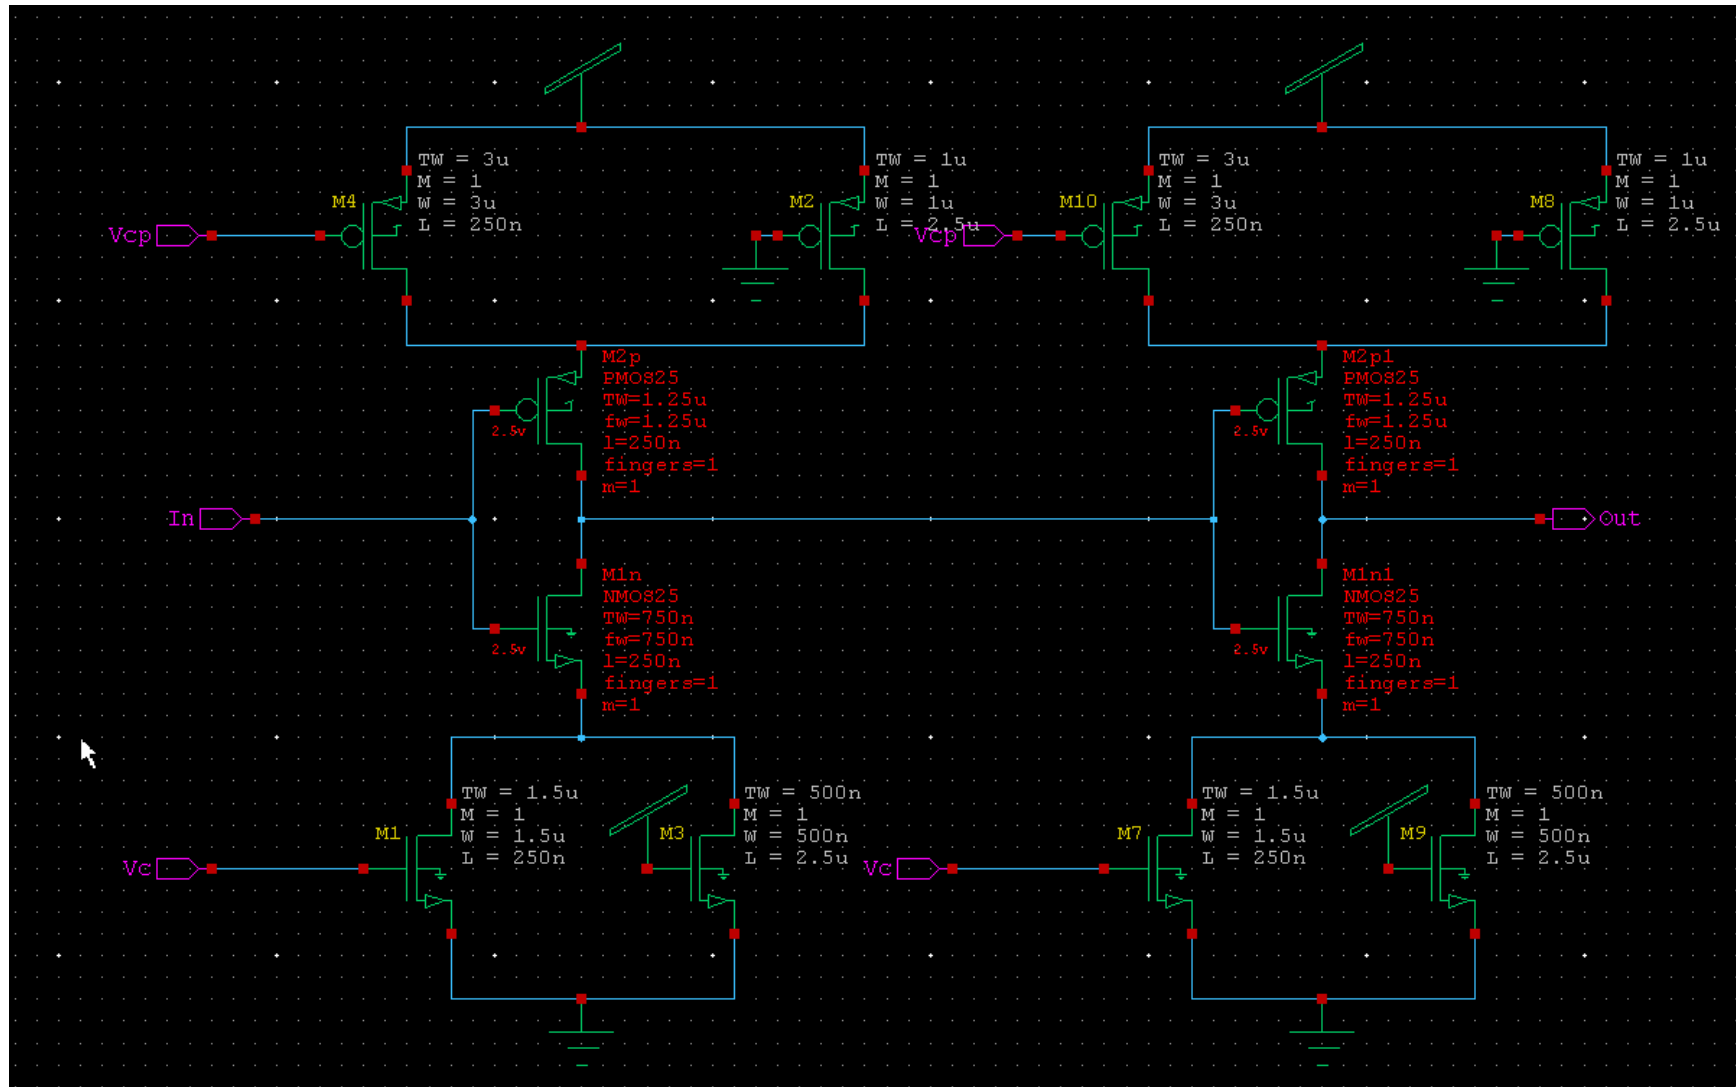 TW = 3u
M = 1
W = 3u
L = 250n
M4
Vcp
TW = 1u
M = 1
W = 1u
L = 2.5u
M2
TW = 3u
M = 1
W = 3u
L = 250n
M10
Vcp
TW = 1u
M = 1
W = 1u
L = 2.5u
M8
M2p
PMOS25
TW=1.25u
fw=1.25u
l=250n
fingers=1
m=1
2.5v
M2p1
PMOS25
TW=1.25u
fw=1.25u
l=250n
fingers=1
m=1
2.5v
In
Out
M1n
NMOS25
TW=750n
fw=750n
l=250n
fingers=1
m=1
2.5v
M1n1
NMOS25
TW=750n
fw=750n
l=250n
fingers=1
m=1
2.5v
TW = 1.5u
M = 1
W = 1.5u
L = 250n
M1
Vc
TW = 500n
M = 1
W = 500n
L = 2.5u
M3
TW = 1.5u
M = 1
W = 1.5u
L = 250n
M7
Vc
TW = 500n
M = 1
W = 500n
L = 2.5u
M9